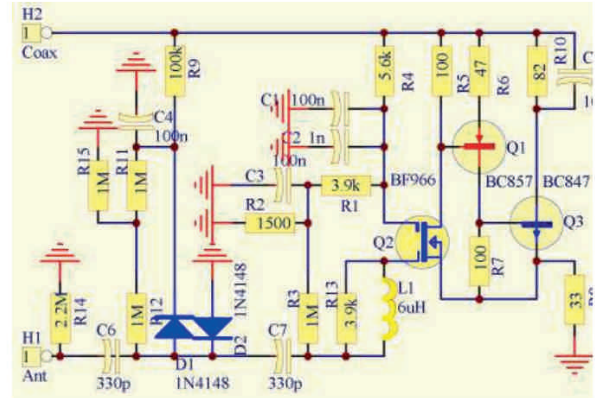 H2
1
Coax
100k
R9
5.6k
R4
100
R5
47
R6
82
R10
C4
100n
C1
100n
C2
1n
R15
1M
R11
1M
C3
100n
3.9k
R1
R2
1500
BF966
Q1
BC857
BC847
Q2
Q3
100
R7
R14
2.2M
1M
R12
1N4148
D2
R3
1M
R13
3.9k
L1
6uH
33
H1
1
Ant
C6
330p
D1
1N4148
C7
330p